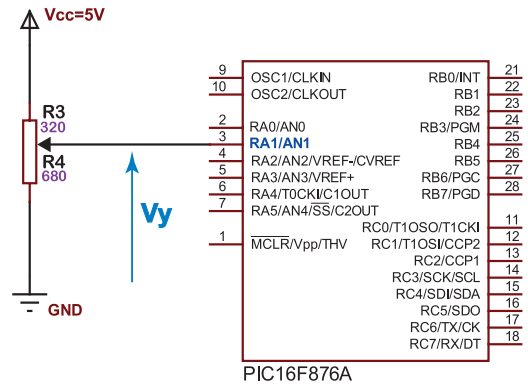 Vcc=5V
R3
320
R4
680
Vy
GND
9 OSC1/CLKIN RB0/INT 21
10 OSC2/CLKOUT RB1 22
RB2 23
2 RA0/AN0 RB3/PGM 24
3 RA1/AN1 RB4 25
4 RA2/AN2/VREF-/CVREF RB5 26
5 RA3/AN3/VREF+ RB6/PGC 27
6 RA4/T0CKI/C1OUT RB7/PGD 28
7 RA5/AN4/SS/C2OUT
RC0/T1OSO/T1CKI 11
1 MCLR/Vpp/THV RC1/T1OSI/CCP2 12
RC2/CCP1 13
RC3/SCK/SCL 14
RC4/SDI/SDA 15
RC5/SDO 16
RC6/TX/CK 17
RC7/RX/DT 18
PIC16F876A